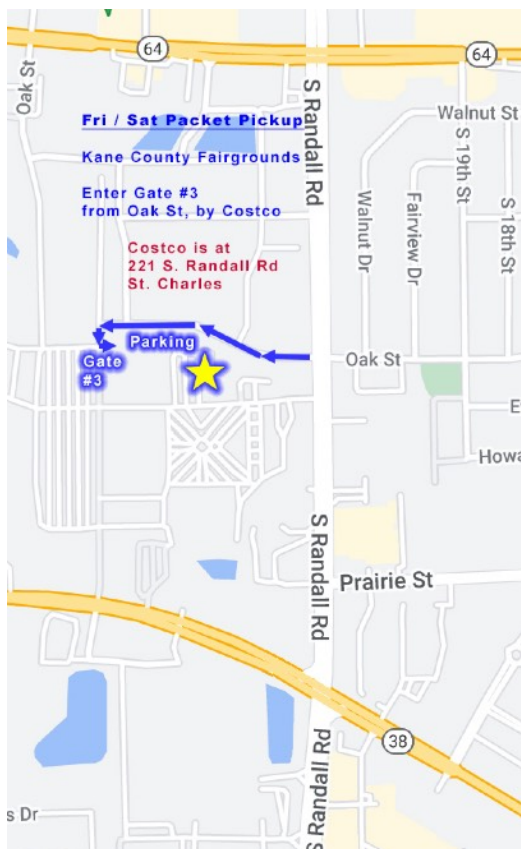 64
64
Oak St
S Randall Rd
Walnut St
S 19th St
S 18th St
Walnut Dr
Fairview Dr
Fri / Sat Packet Pickup
Kane County Fairgrounds
Enter Gate #3
from Oak St, by Costco
Costco is at
221 S. Randall Rd
St. Charles
Parking
Gate
#3
Oak St
E
Howa
S Randall Rd
Prairie St
38
S Randall Rd
s Dr